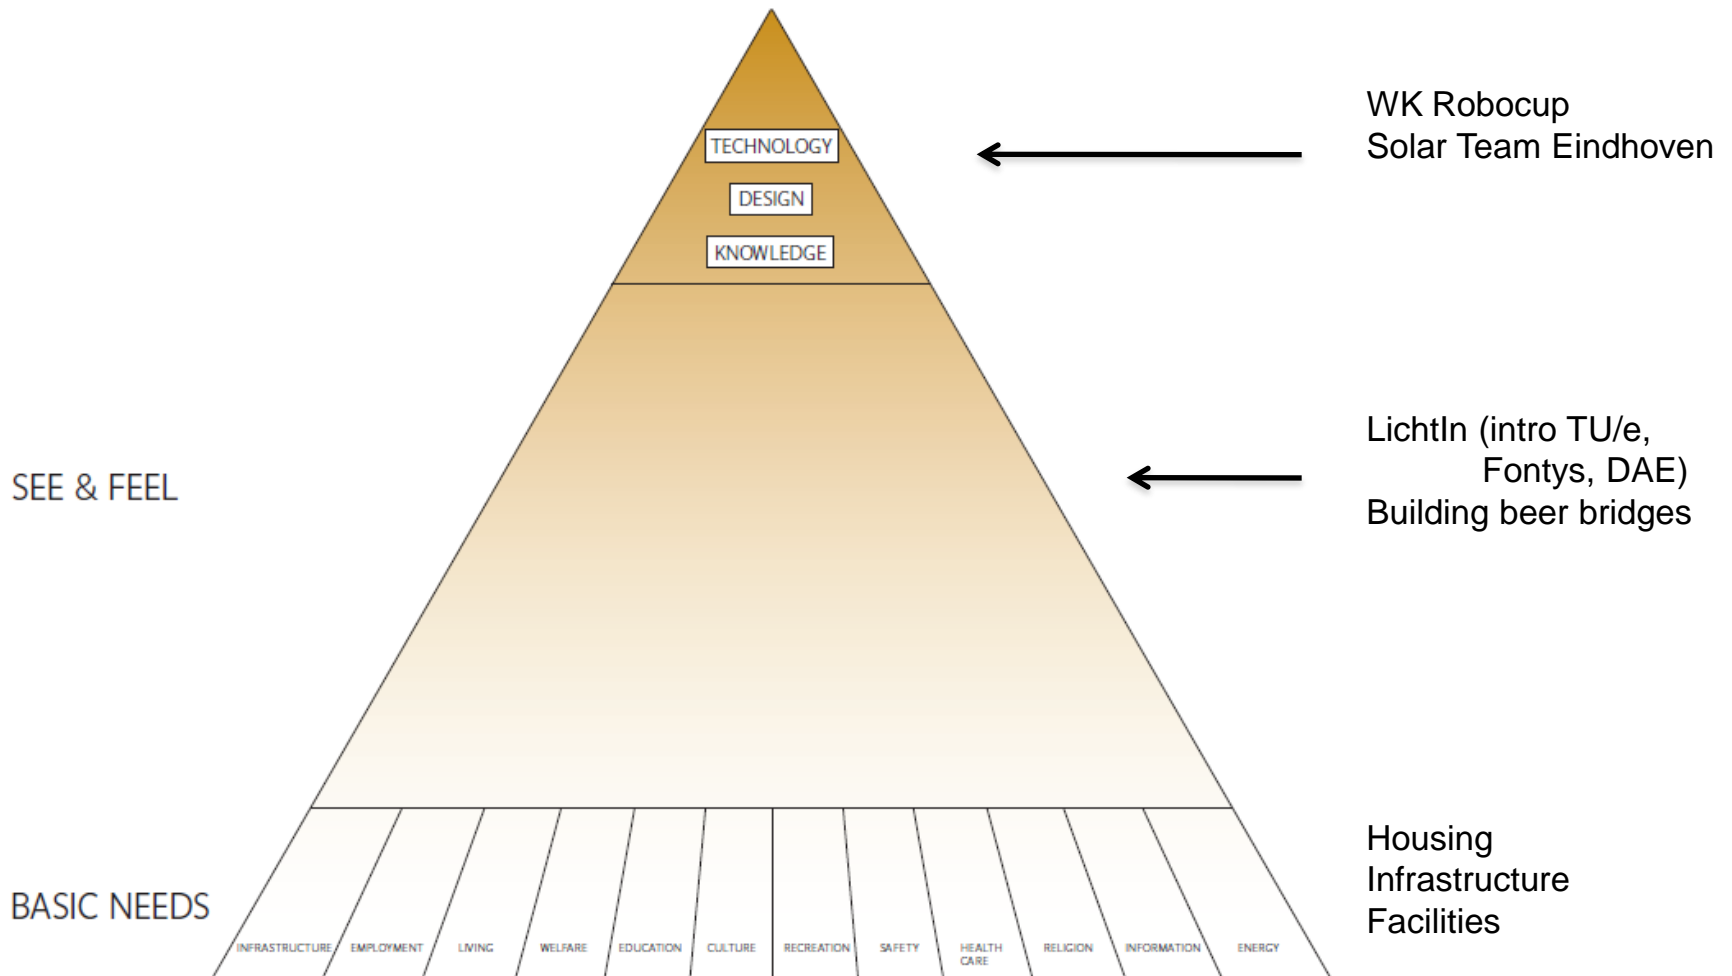 WK Robocup
Solar Team Eindhoven
TECHNOLOGY
DESIGN
KNOWLEDGE
SEE & FEEL
LichtIn (intro TU/e,
Fontys, DAE)
Building beer bridges
BASIC NEEDS
INFRASTRUCTURE
EMPLOYMENT
LIVING
WELFARE
EDUCATION
CULTURE
RECREATION
SAFETY
HEALTH
CARE
RELIGION
INFORMATION
ENERGY
Housing
Infrastructure
Facilities